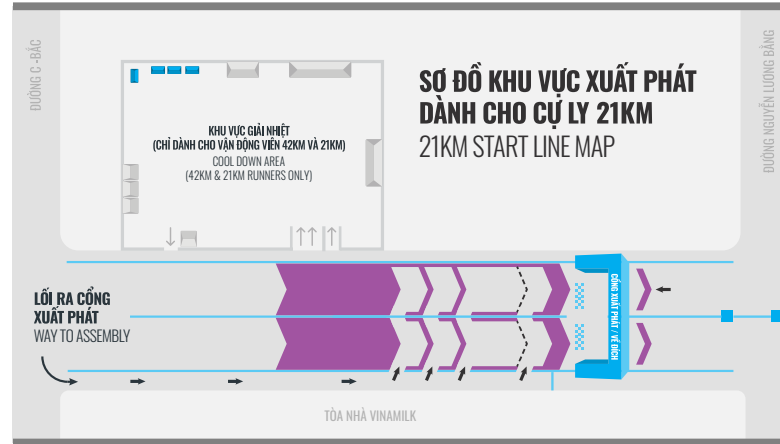 ĐƯỜNG C -BẮC
SƠ ĐỒ KHU VỰC XUẤT PHÁT
DÀNH CHO CỰ LY 21KM
21KM START LINE MAP
ĐƯỜNG NGUYỄN LƯƠNG BẰNG
KHU VỰC GIẢI NHIỆT
(CHỈ DÀNH CHO VẬN ĐỘNG VIÊN 42KM VÀ 21KM)
COOL DOWN AREA
(42KM & 21KM RUNNERS ONLY)
LỐI RA CỔNG
XUẤT PHÁT
WAY TO ASSEMBLY
CỔNG XUẤT PHÁT / VỀ ĐÍCH
TÒA NHÀ VINAMILK